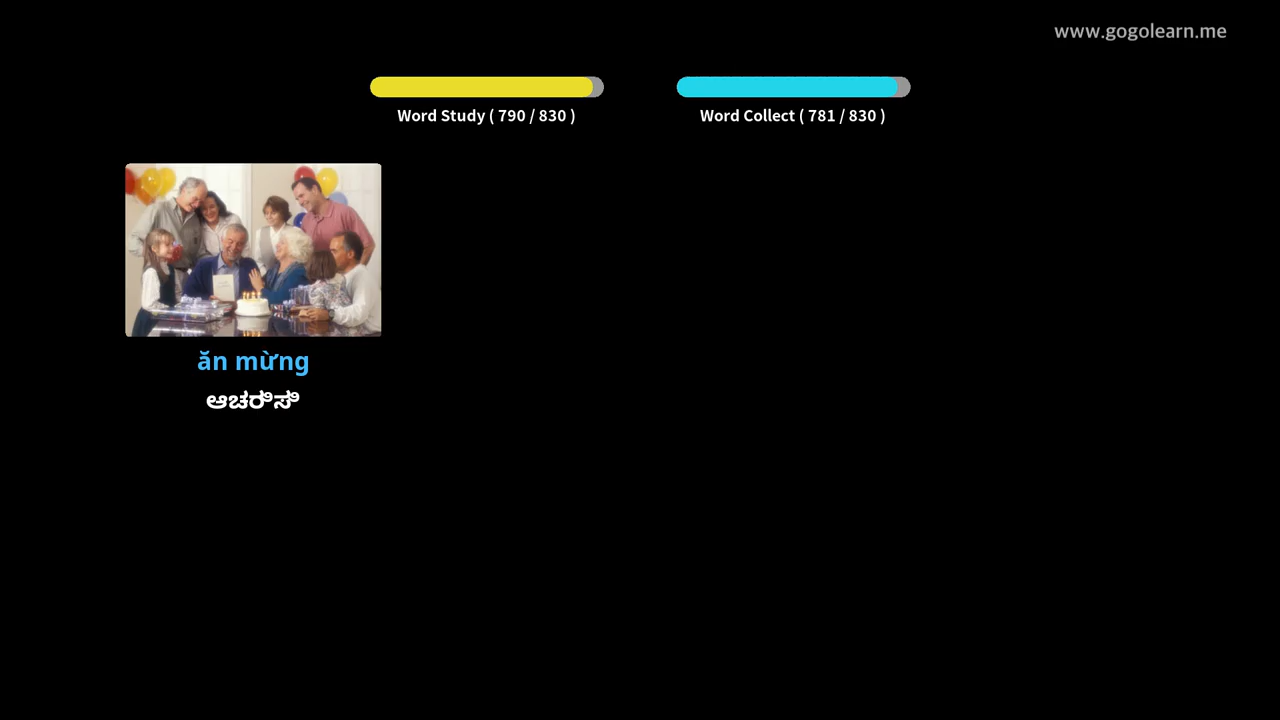 www.gogolearn.me
Word Study ( 790 / 830 )
Word Collect ( 781 / 830 )
ăn mừng
ಆಚರಿಸಿ